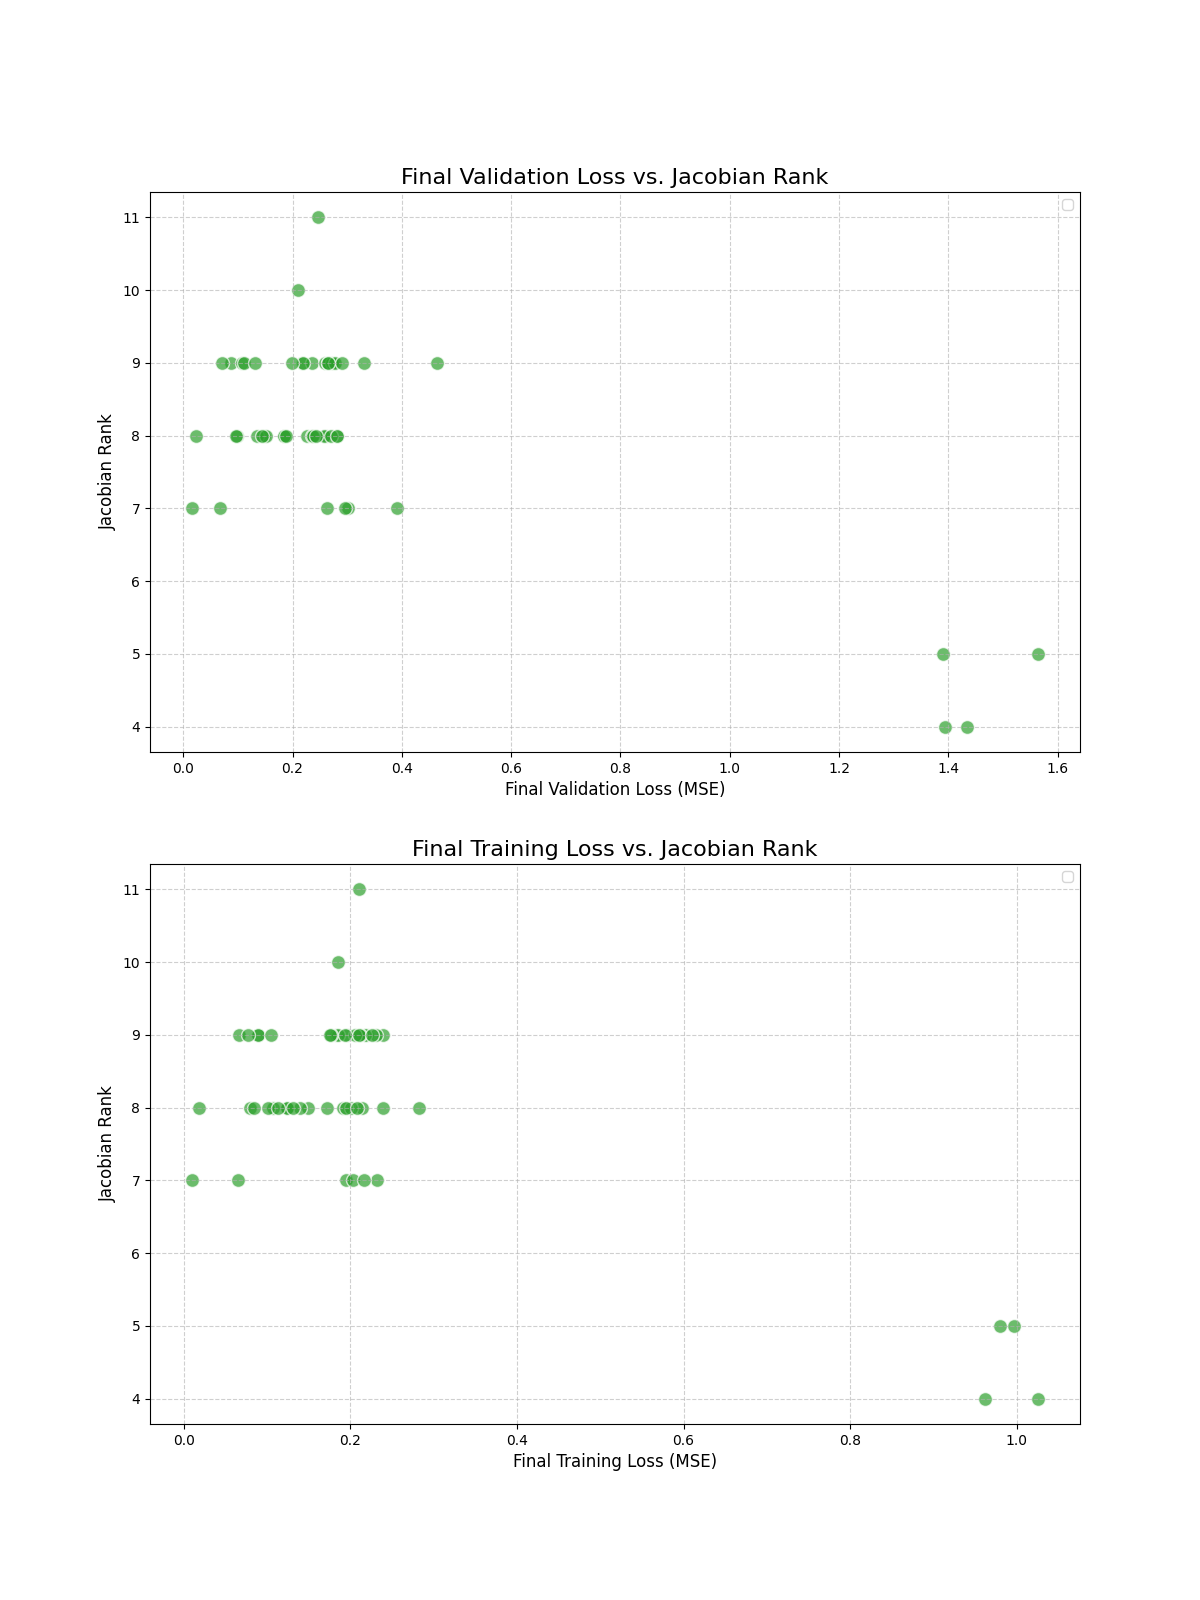 Final Validation Loss vs. Jacobian Rank
11
10
9
8
7
6
5
4
Jacobian Rank
0.0 0.2 0.4 0.6 0.8 1.0 1.2 1.4 1.6
Final Validation Loss (MSE)
Final Training Loss vs. Jacobian Rank
11
10
9
8
7
6
5
4
Jacobian Rank
0.0 0.2 0.4 0.6 0.8 1.0
Final Training Loss (MSE)